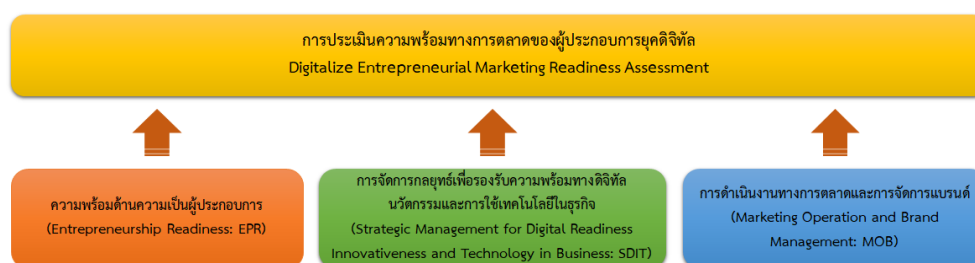 การประเมินความพร้อมทางการตลาดของผู้ประกอบการยุคดิจิทัล
Digitalize Entrepreneurial Marketing Readiness Assessment
ความพร้อมด้านความเป็นผู้ประกอบการ
(Entrepreneurship Readiness: EPR)
การจัดการกลยุทธ์เพื่อรองรับความพร้อมทางดิจิทัล
นวัตกรรมและการใช้เทคโนโลยีในธุรกิจ
(Strategic Management for Digital Readiness
Innovativeness and Technology in Business: SDIT)
การดำเนินงานทางการตลาดและการจัดการแบรนด์
(Marketing Operation and Brand
Management: MOB)